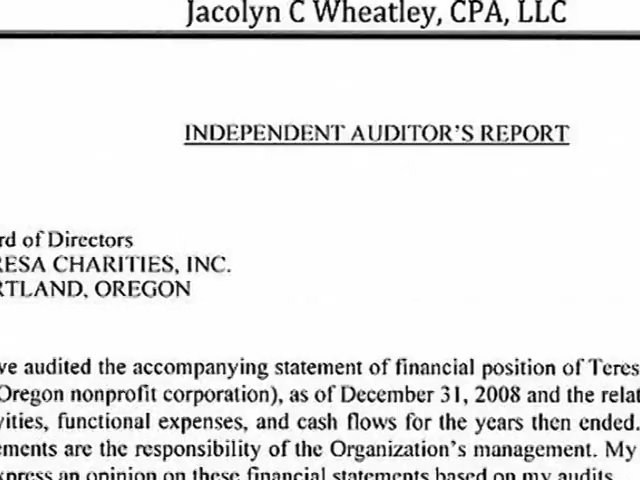 Jacolyn C Wheatley, CPA, LLC
INDEPENDENT AUDITOR'S REPORT
rd of Directors
RESA CHARITIES, INC.
RTLAND, OREGON
ve audited the accompanying statement of financial position of Teres
Oregon nonprofit corporation), as of December 31, 2008 and the relat
vities, functional expenses, and cash flows for the years then ended.
ements are the responsibility of the Organization's management. My
xpress an opinion on these financial statements based on my audits.